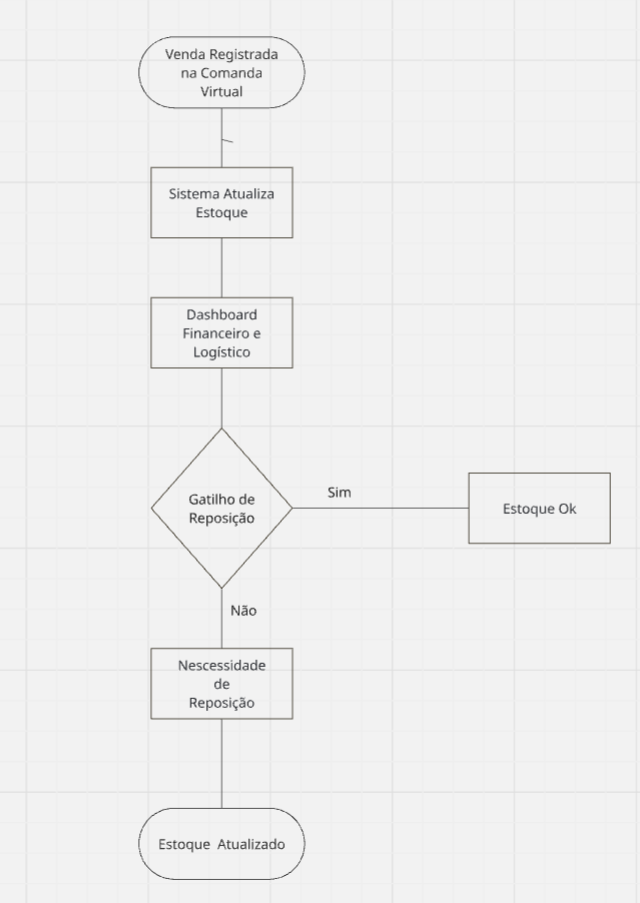 Venda Registrada
na Comanda
Virtual
Sistema Atualiza
Estoque
Dashboard
Financeiro e
Logístico
Gatilho de
Reposição
Sim
Estoque Ok
Não
Nescessidade
de
Reposição
Estoque Atualizado